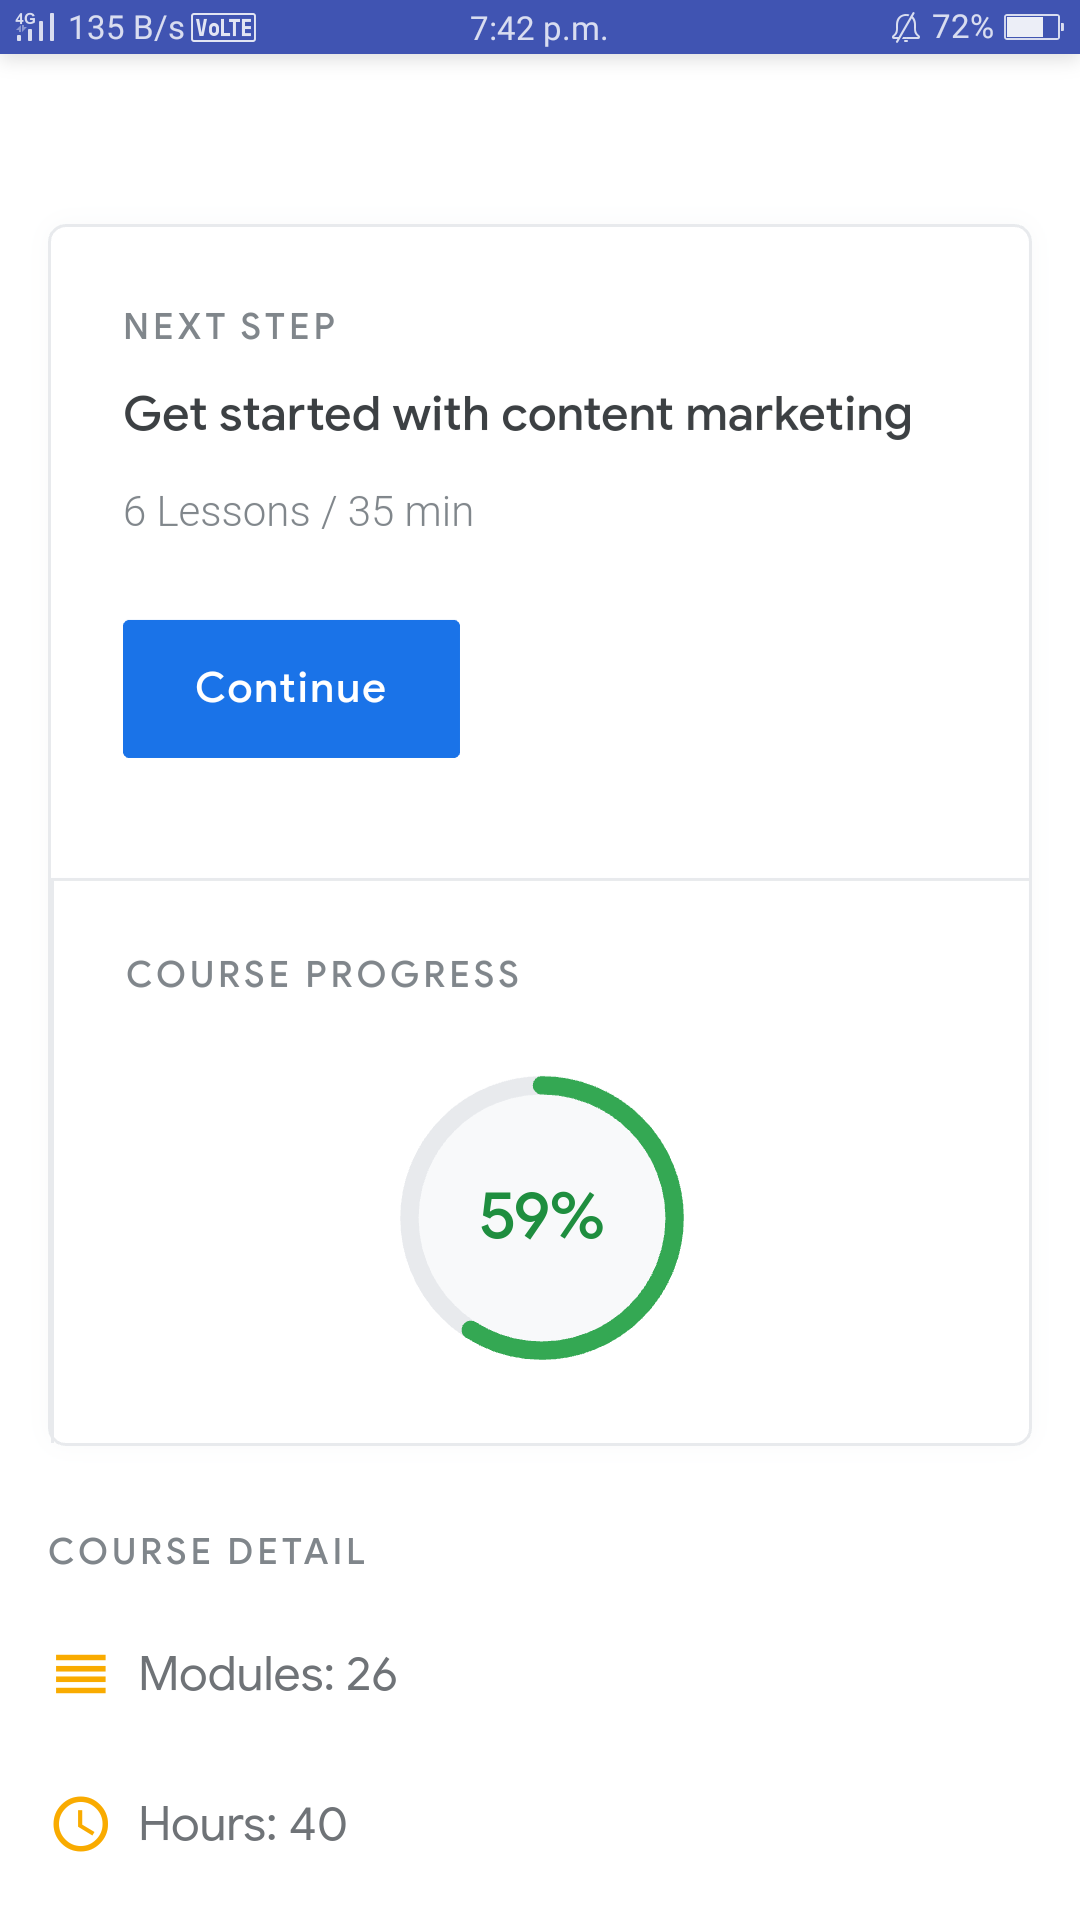 4G 135 B/s VoLTE 7:42 p.m. 72%
NEXT STEP
Get started with content marketing
6 Lessons / 35 min
Continue
COURSE PROGRESS
59%
COURSE DETAIL
Modules: 26
Hours: 40